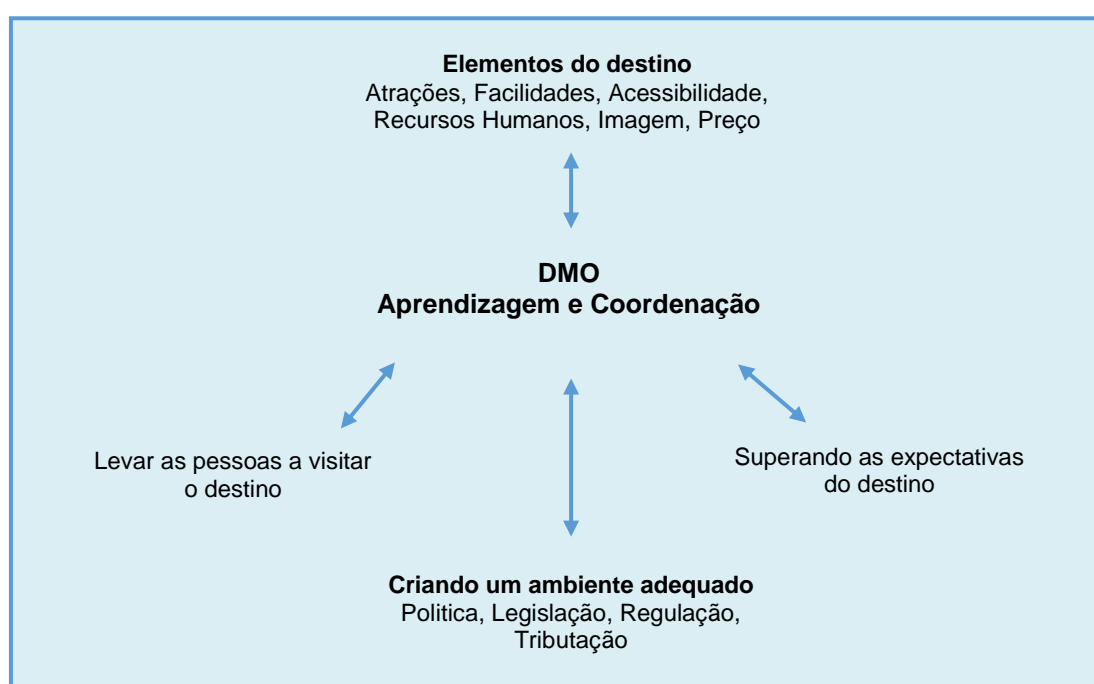 Elementos do destino
Atrações, Facilidades, Acessibilidade,
Recursos Humanos, Imagem, Preço
DMO
Aprendizagem e Coordenação
Levar as pessoas a visitar
o destino
Superando as expectativas
do destino
Criando um ambiente adequado
Politica, Legislação, Regulação,
Tributação